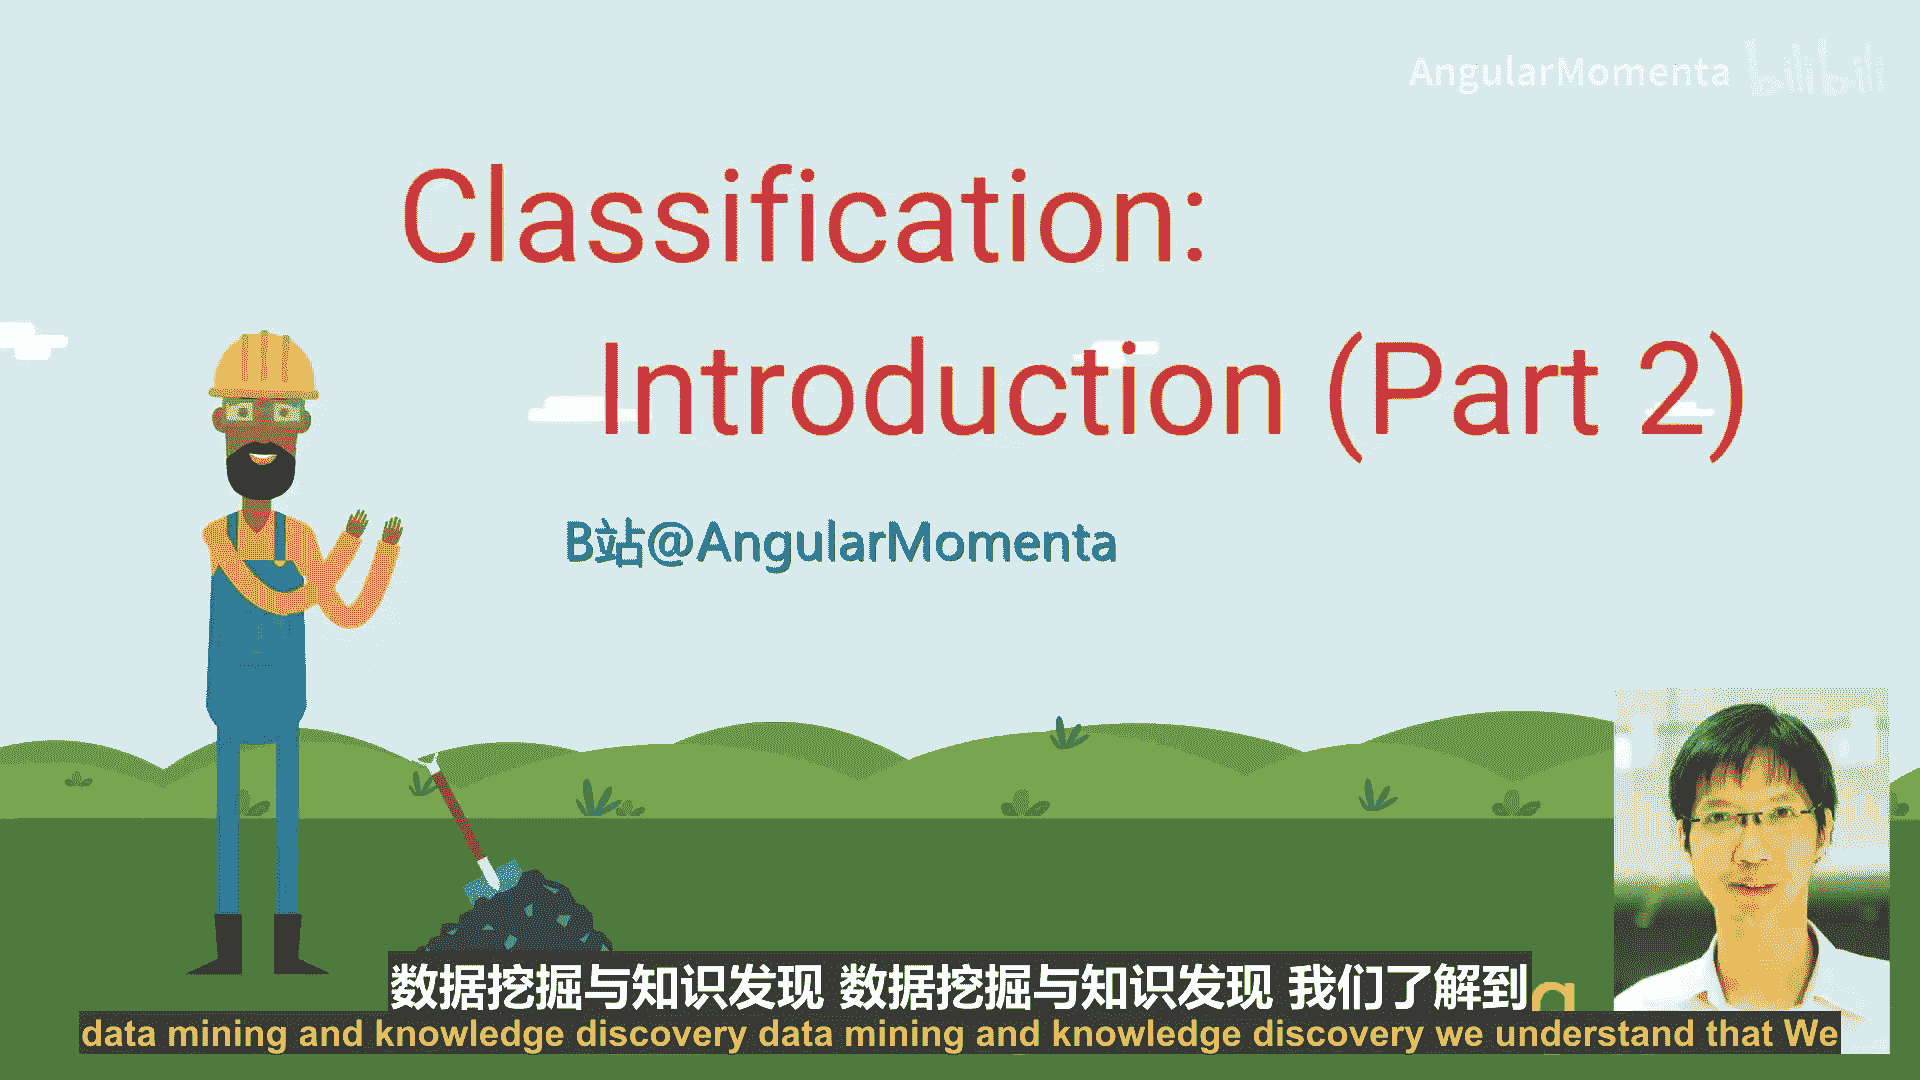 AngularMomenta bilibili
Classification:
Introduction (Part 2)
B站@AngularMomenta
数据挖掘与知识发现 数据挖掘与知识发现 我们了解到
data mining and knowledge discovery data mining and knowledge discovery we understand that We